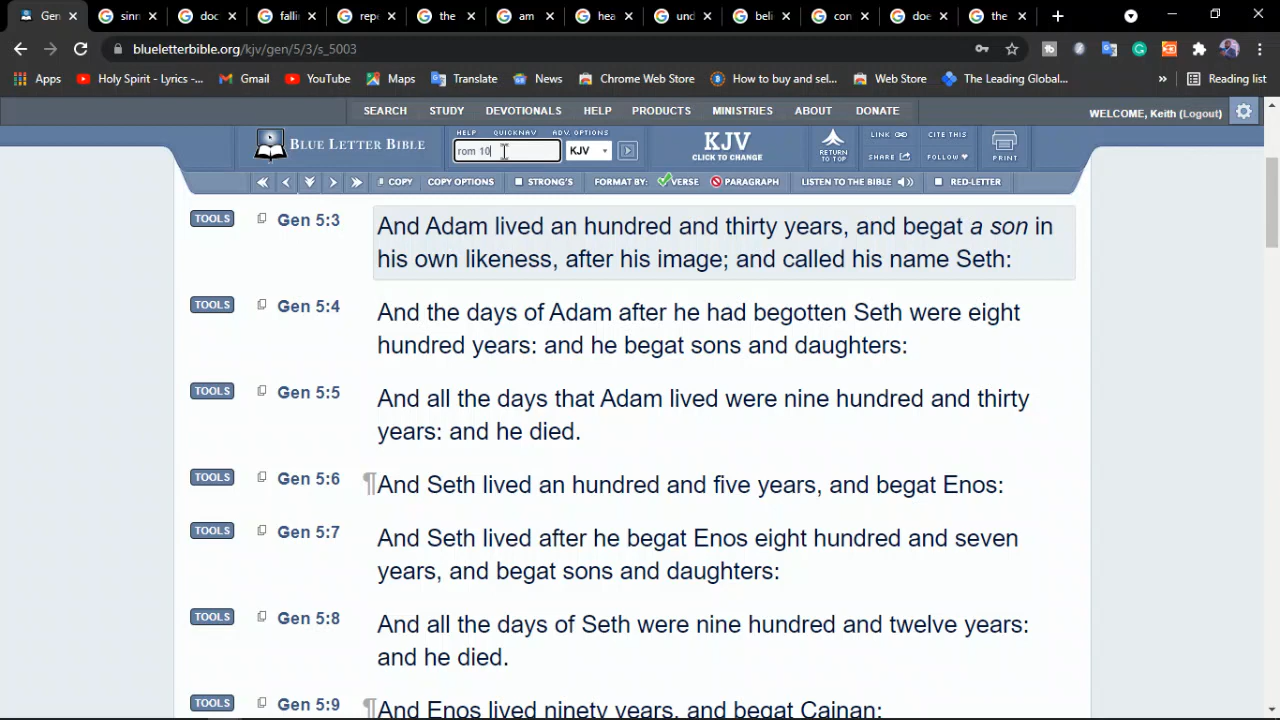 Gen
sinn
doc
fallin
repe
the
am
hea
und
beli
con
doe
the
blueletterbible.org/kjv/gen/5/3/s_5003
Apps
Holy Spirit - Lyrics -...
Gmail
YouTube
Maps
Translate
News
Chrome Web Store
How to buy and sel...
Web Store
The Leading Global...
»
Reading list
SEARCH STUDY DEVOTIONALS HELP PRODUCTS MINISTRIES ABOUT DONATE
WELCOME, Keith (Logout)
BLUE LETTER BIBLE
HELP QUICKNAV ADV. OPTIONS
rom 10
KJV
KJV
CLICK TO CHANGE
RETURN
TO TOP
LINK
CITE THIS
SHARE
FOLLOW
PRINT
COPY COPY OPTIONS STRONG'S FORMAT BY: VERSE PARAGRAPH LISTEN TO THE BIBLE RED-LETTER
TOOLS Gen 5:3 And Adam lived an hundred and thirty years, and begat a son in
his own likeness, after his image; and called his name Seth:
TOOLS Gen 5:4 And the days of Adam after he had begotten Seth were eight
hundred years: and he begat sons and daughters:
TOOLS Gen 5:5 And all the days that Adam lived were nine hundred and thirty
years: and he died.
TOOLS Gen 5:6 ¶And Seth lived an hundred and five years, and begat Enos:
TOOLS Gen 5:7 And Seth lived after he begat Enos eight hundred and seven
years, and begat sons and daughters:
TOOLS Gen 5:8 And all the days of Seth were nine hundred and twelve years:
and he died.
TOOLS Gen 5:9 ¶And Enos lived ninety years, and begat Cainan: